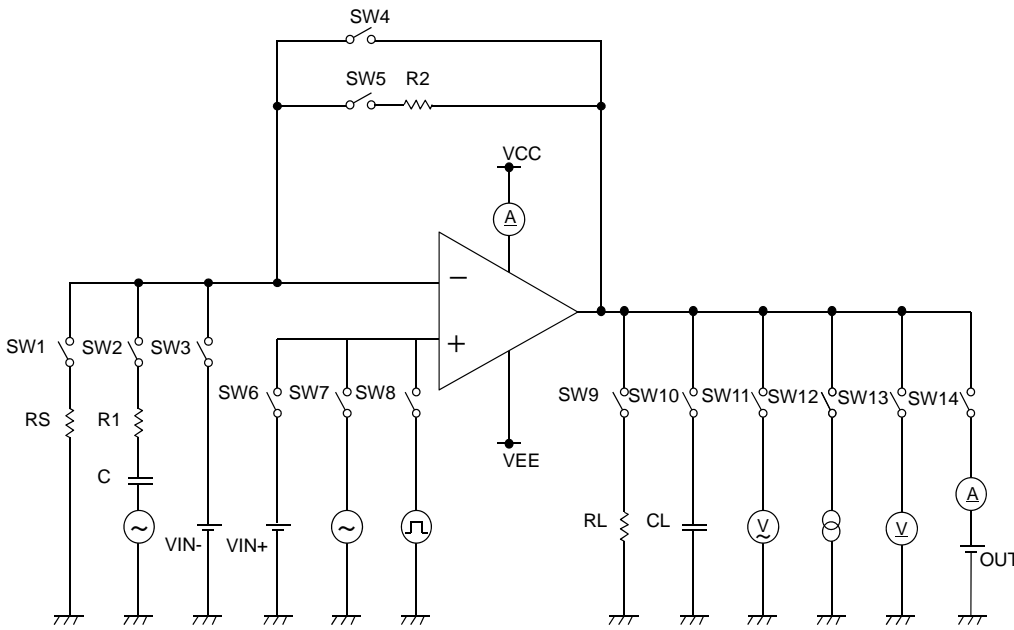 SW4
SW5 R2
VCC
A
−
+
SW1 SW2 SW3
SW6 SW7 SW8
SW9 SW10 SW11 SW12 SW13 SW14
RS R1
C
VEE
VIN- VIN+
RL CL V V A
OUT